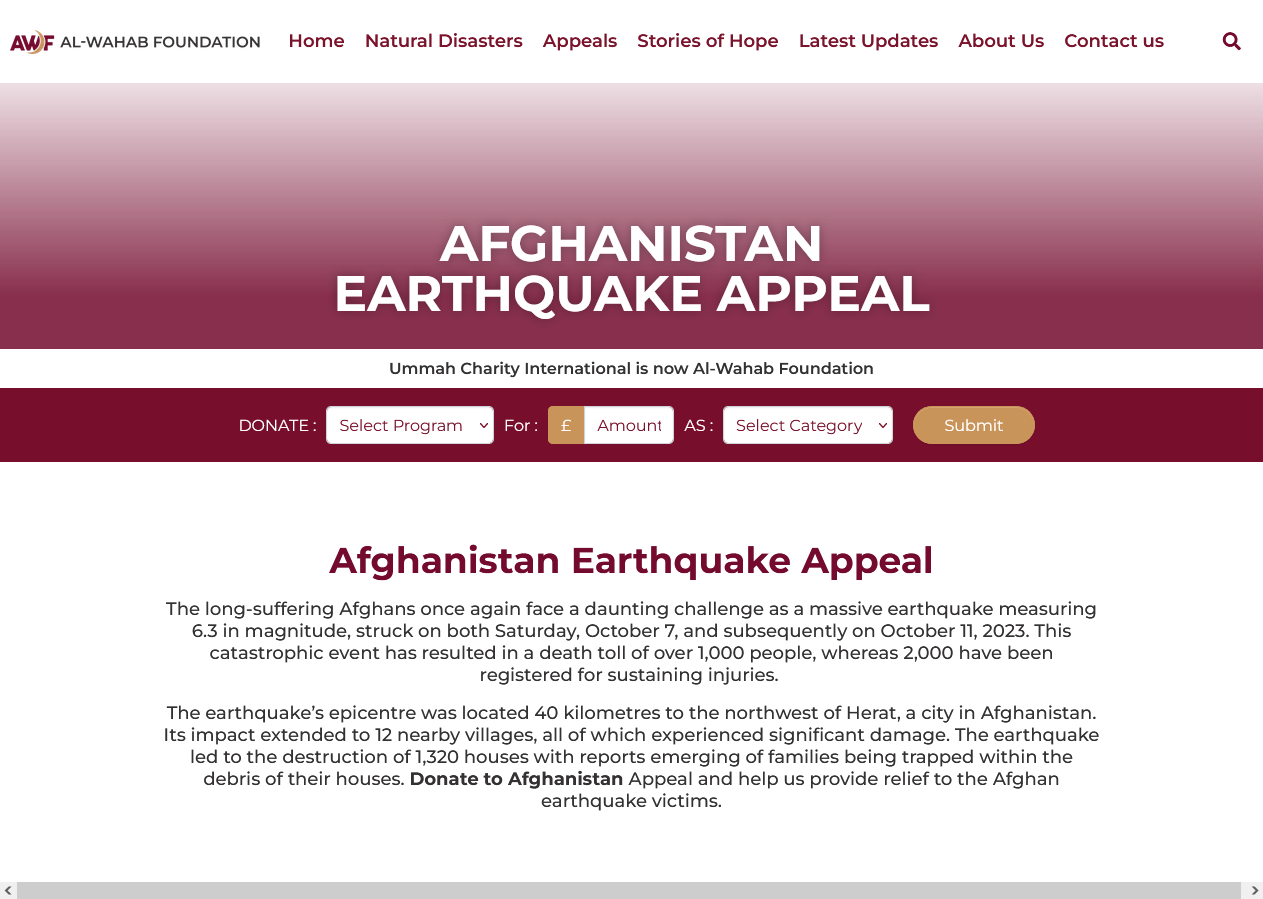 AWF AL-WAHAB FOUNDATION
Home Natural Disasters Appeals Stories of Hope Latest Updates About Us Contact us
AFGHANISTAN
EARTHQUAKE APPEAL
Ummah Charity International is now Al-Wahab Foundation
DONATE : Select Program For : £ Amount AS : Select Category Submit
Afghanistan Earthquake Appeal
The long-suffering Afghans once again face a daunting challenge as a massive earthquake measuring
6.3 in magnitude, struck on both Saturday, October 7, and subsequently on October 11, 2023. This
catastrophic event has resulted in a death toll of over 1,000 people, whereas 2,000 have been
registered for sustaining injuries.
The earthquake’s epicentre was located 40 kilometres to the northwest of Herat, a city in Afghanistan.
Its impact extended to 12 nearby villages, all of which experienced significant damage. The earthquake
led to the destruction of 1,320 houses with reports emerging of families being trapped within the
debris of their houses. Donate to Afghanistan Appeal and help us provide relief to the Afghan
earthquake victims.